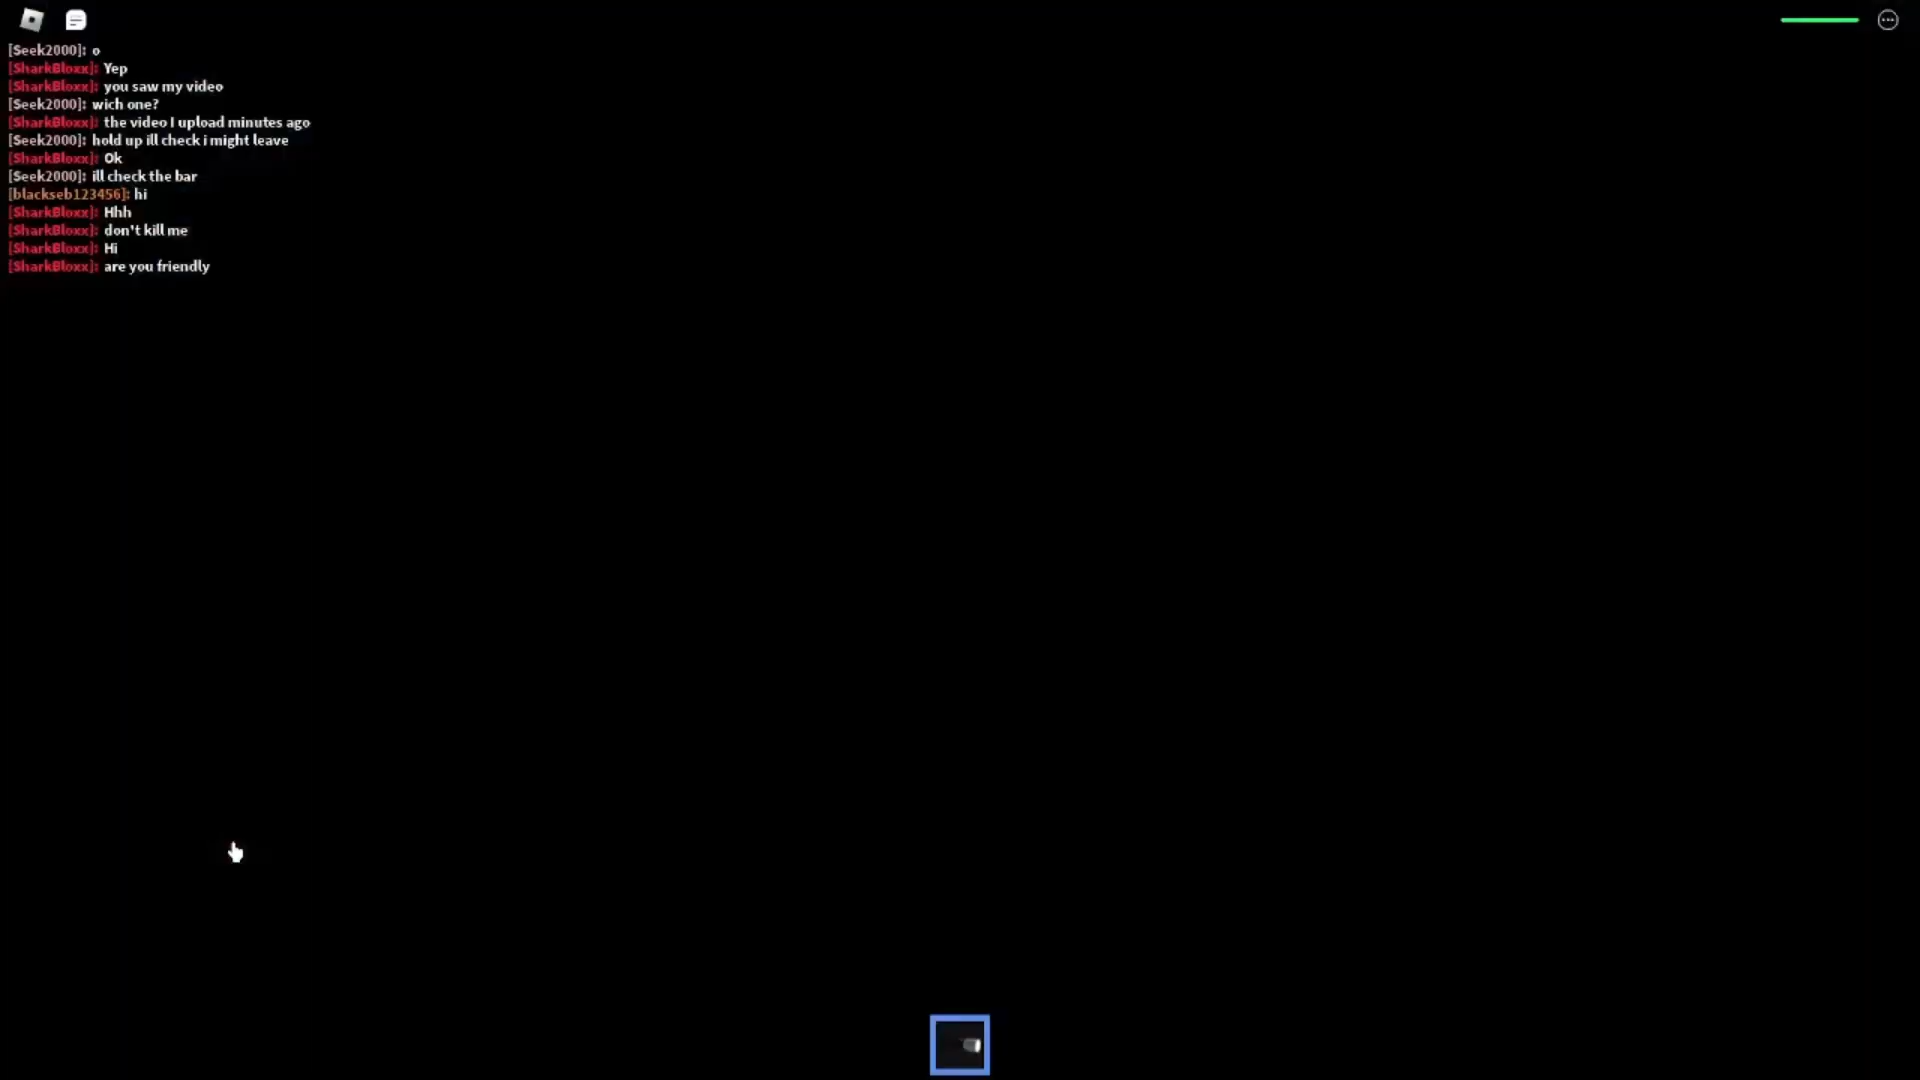 [Seek2000]: o
[SharkBloxx]: Yep
[SharkBloxx]: you saw my video
[Seek2000]: wich one?
[SharkBloxx]: the video I upload minutes ago
[Seek2000]: hold up ill check i might leave
[SharkBloxx]: Ok
[Seek2000]: ill check the bar
[blackseb123456]: hi
[SharkBloxx]: Hhh
[SharkBloxx]: don't kill me
[SharkBloxx]: Hi
[SharkBloxx]: are you friendly